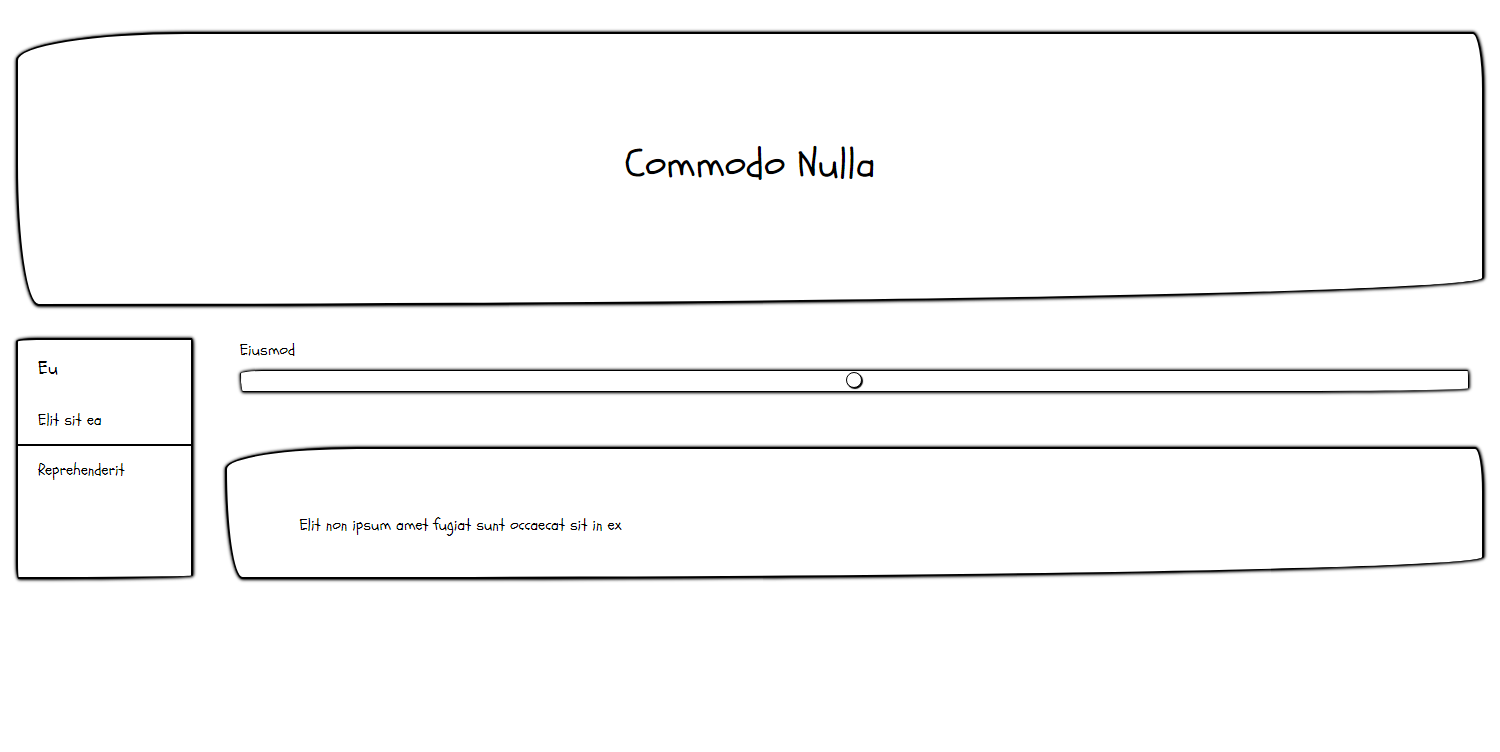 Commodo Nulla
Eu
Elit sit ea
Reprehenderit
Eiusmod
Elit non ipsum amet fugiat sunt occaecat sit in ex